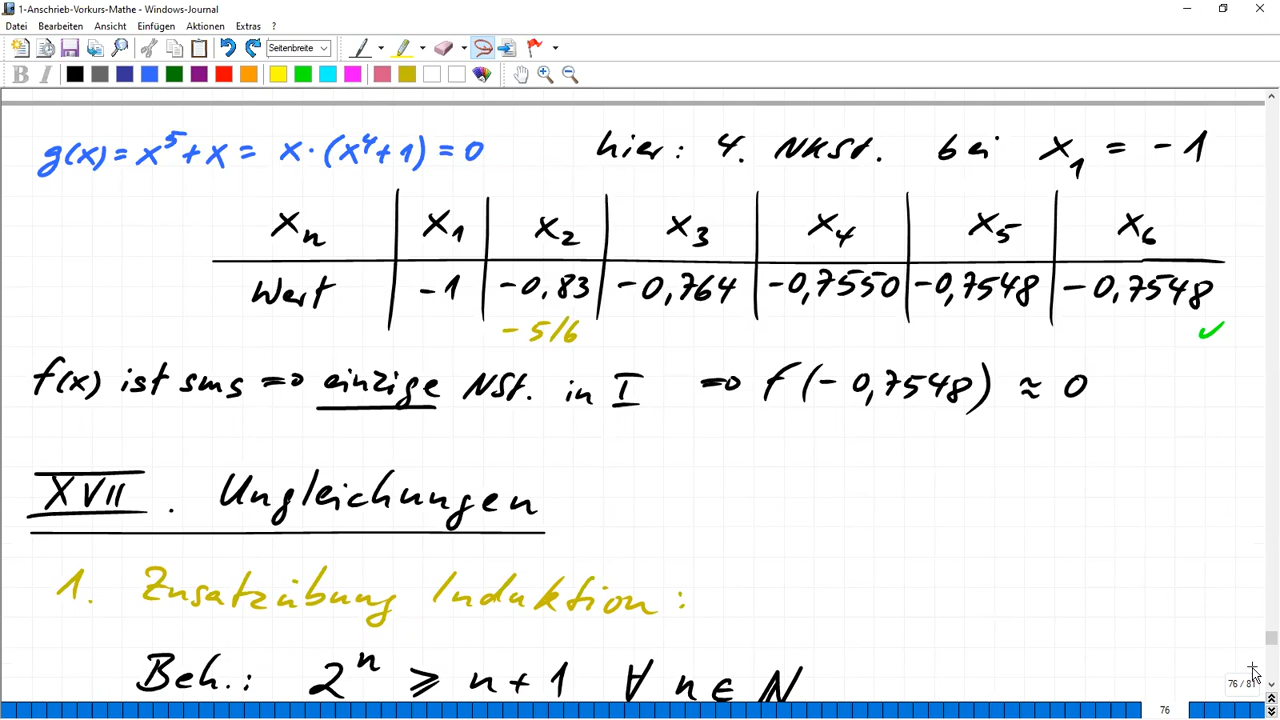 1-Anschrieb-Vorkurs-Mathe - Windows-Journal
Datei Bearbeiten Ansicht Einfügen Aktionen Extras ?
Seitenbreite
B I
g(x) = x⁵ + x = x · (x⁴ + 1) = 0 hier: 4. NKSt. bei x₁ = -1
xₙ x₁ x₂ x₃ x₄ x₅ x₆
Wert -1 -0,83 -0,764 -0,7550 -0,7548 -0,7548
-5/6 ✓
f(x) ist sms => einzige NSt. in I => f(-0,7548) ≈ 0
XVII. Ungleichungen
1. Zusatzübung Induktion:
Beh.: 2ⁿ ⩾ n + 1 ∀ n ∈ ℕ
76 / 81
76